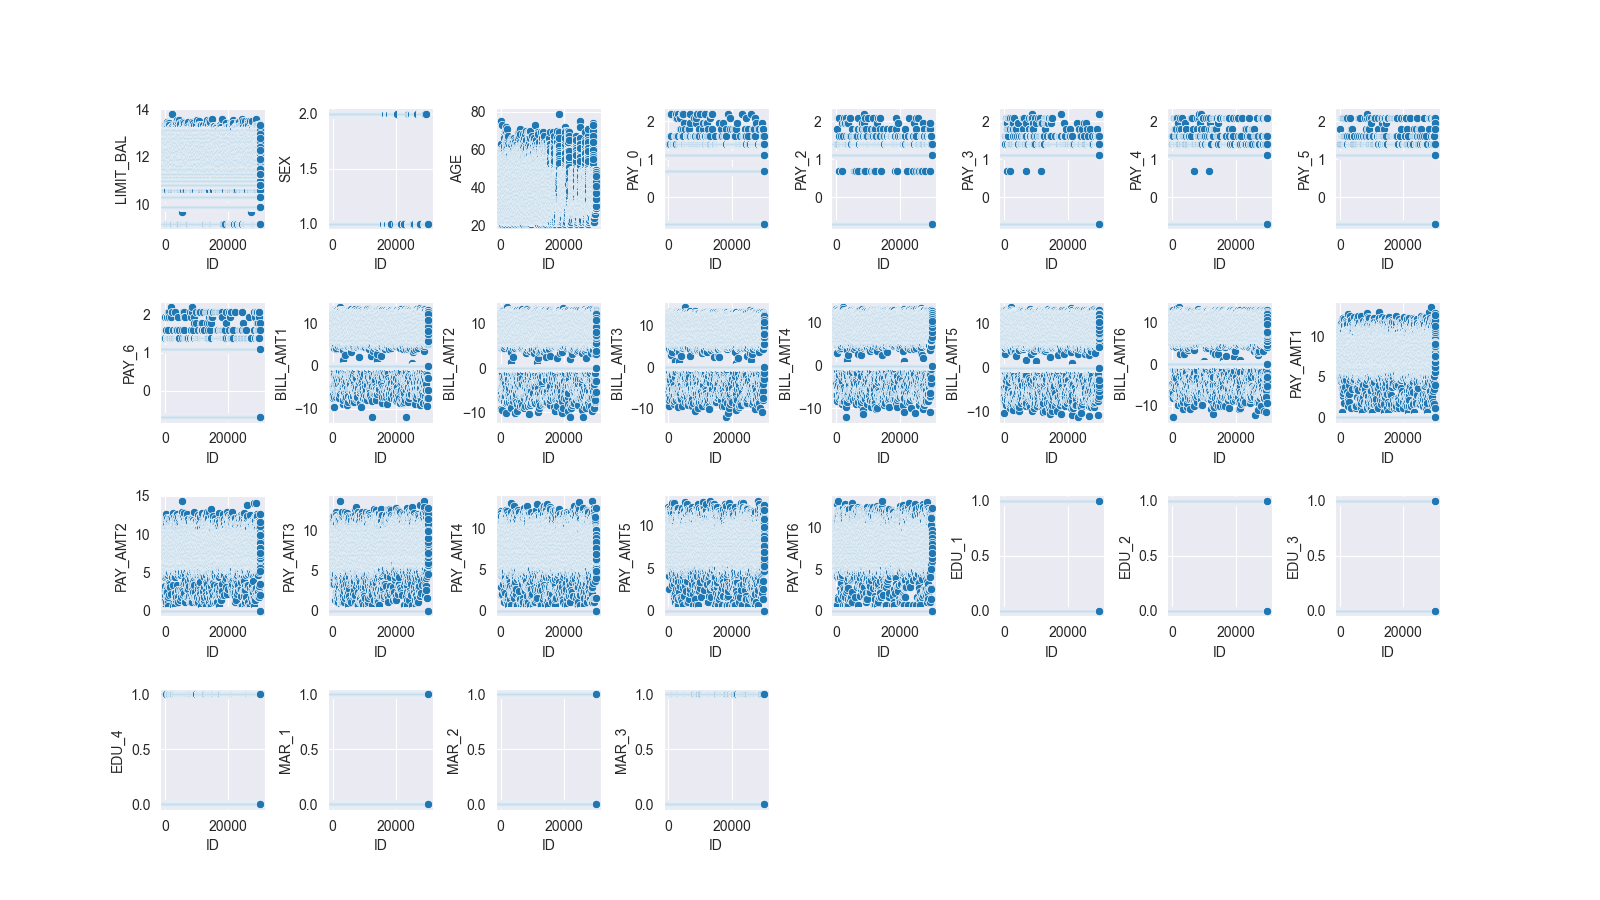 LIMIT_BAL 14 12 10 0 20000 ID
SEX 2.0 1.5 1.0 0 20000 ID
AGE 80 60 40 20 0 20000 ID
PAY_0 2 1 0 0 20000 ID
PAY_2 2 1 0 0 20000 ID
PAY_3 2 1 0 0 20000 ID
PAY_4 2 1 0 0 20000 ID
PAY_5 2 1 0 0 20000 ID
PAY_6 2 1 0 0 20000 ID
BILL_AMT1 10 0 −10 0 20000 ID
BILL_AMT2 10 0 −10 0 20000 ID
BILL_AMT3 10 0 −10 0 20000 ID
BILL_AMT4 10 0 −10 0 20000 ID
BILL_AMT5 10 0 −10 0 20000 ID
BILL_AMT6 10 0 −10 0 20000 ID
PAY_AMT1 10 5 0 0 20000 ID
PAY_AMT2 15 10 5 0 0 20000 ID
PAY_AMT3 10 5 0 0 20000 ID
PAY_AMT4 10 5 0 0 20000 ID
PAY_AMT5 10 5 0 0 20000 ID
PAY_AMT6 10 5 0 0 20000 ID
EDU_1 1.0 0.5 0.0 0 20000 ID
EDU_2 1.0 0.5 0.0 0 20000 ID
EDU_3 1.0 0.5 0.0 0 20000 ID
EDU_4 1.0 0.5 0.0 0 20000 ID
MAR_1 1.0 0.5 0.0 0 20000 ID
MAR_2 1.0 0.5 0.0 0 20000 ID
MAR_3 1.0 0.5 0.0 0 20000 ID